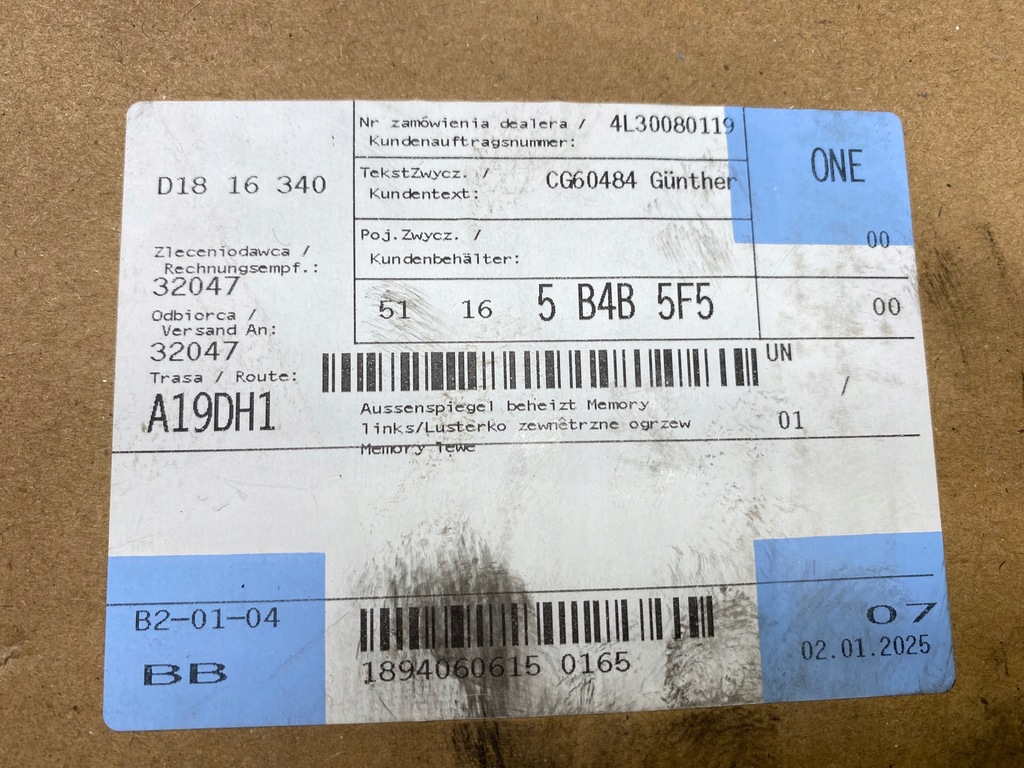 D18 16 340
Nr zamówienia dealera / 4L30080119
Kundenauftragsnummer:
TekstZwycz. / CG60484 Günther
Kundentext:
Poj.Zwycz. /
Kundenbehälter:
ONE
00
Zleceniodawca /
Rechnungsempf.:
32047
Odbiorca /
Versand An:
32047
Trasa / Route:
A19DH1
51 16 5 B4B 5F5
00
UN
/
Aussenspiegel beheizt Memory
links/Lusterko zewnętrzne ogrzew
Memory lewe
01
B2-01-04
BB
1894060615 0165
07
02.01.2025